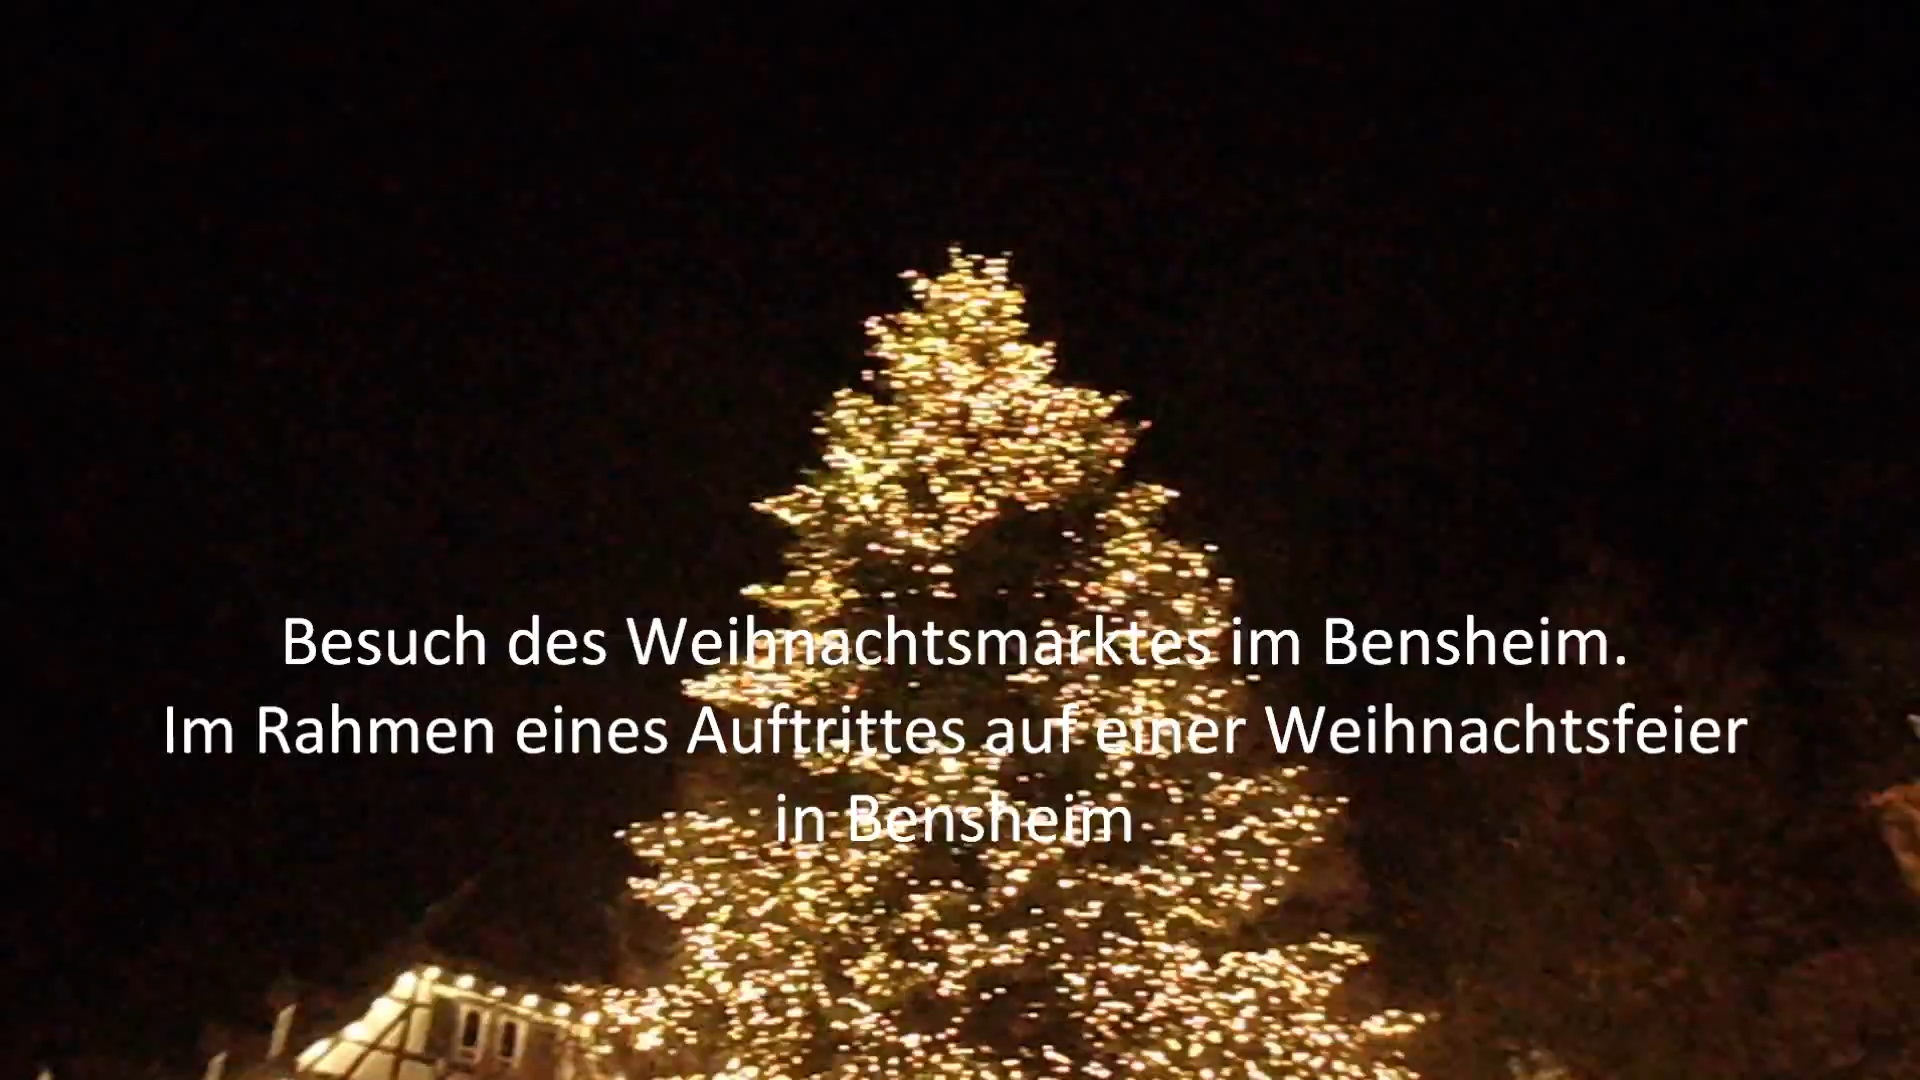 Besuch des Weihnachtsmarktes im Bensheim.
Im Rahmen eines Auftrittes auf einer Weihnachtsfeier
in Bensheim